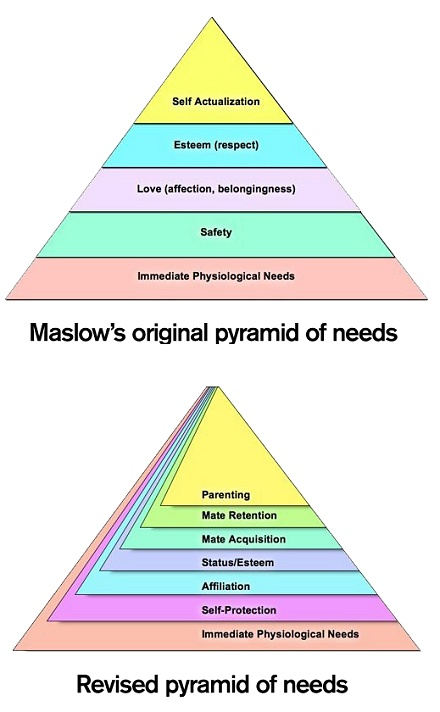 Self Actualization
Esteem (respect)
Love (affection, belongingness)
Safety
Immediate Physiological Needs
Maslow's original pyramid of needs
Parenting
Mate Retention
Mate Acquisition
Status/Esteem
Affiliation
Self-Protection
Immediate Physiological Needs
Revised pyramid of needs